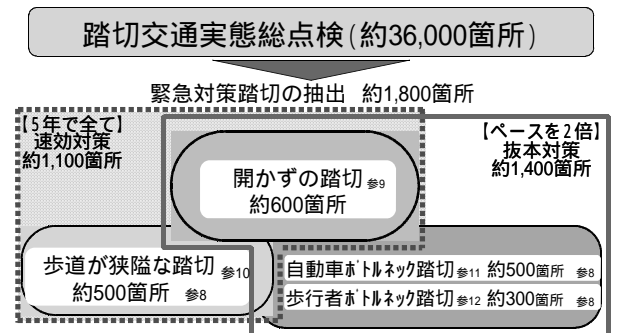 踏切交通実態総点検(約36,000箇所)
緊急対策踏切の抽出 約1,800箇所
【5年で全て】
速効対策
約1,100箇所
【ペースを2倍】
抜本対策
約1,400箇所
開かずの踏切 参9
約600箇所
歩道が狭隘な踏切 参10
約500箇所 参8
自動車ボトルネック踏切参11 約500箇所 参8
歩行者ボトルネック踏切参12 約300箇所 参8